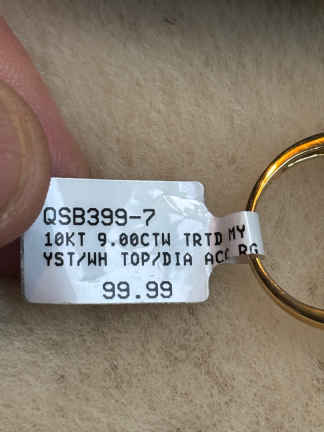 QSB399-7
10KT 9.00CTW TRTD MY
YST/WH TOP/DIA ACC RG
99.99